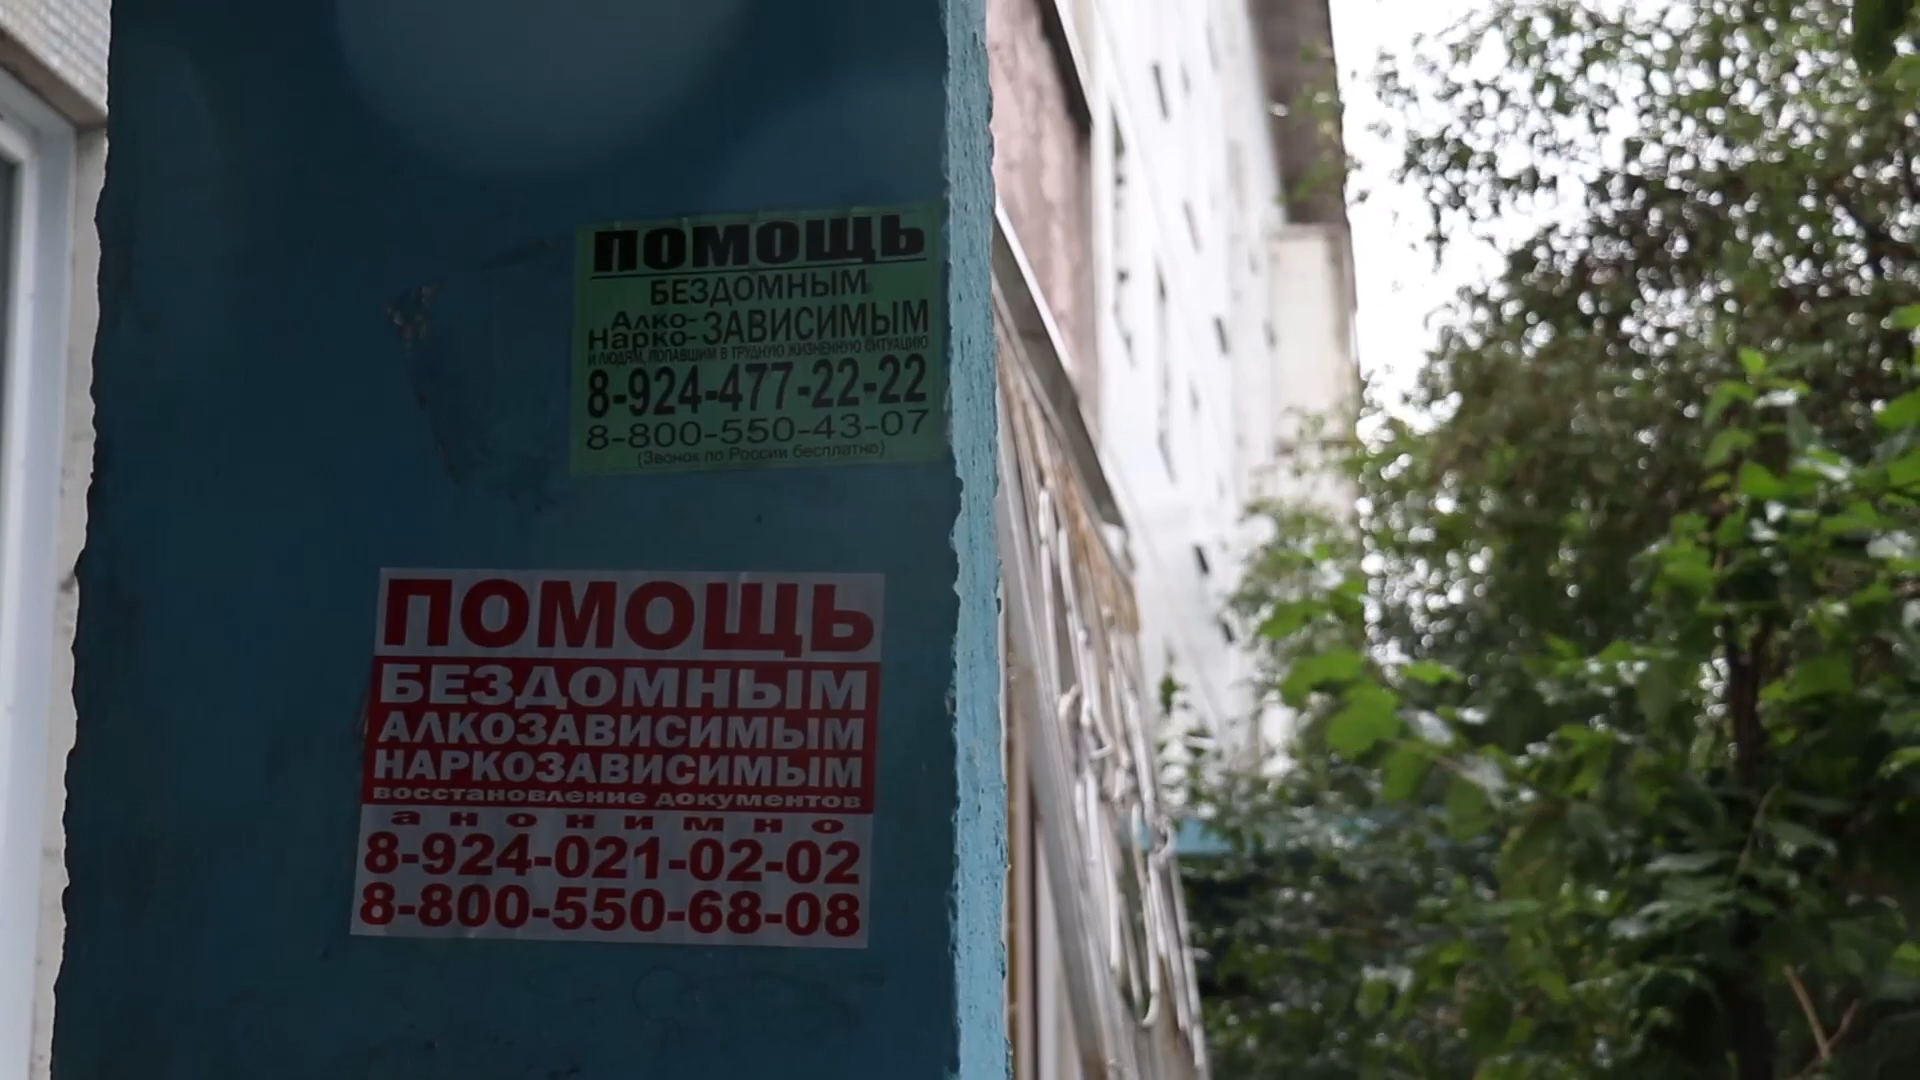 ПОМОЩЬ
БЕЗДОМНЫМ
Алко-
Нарко- ЗАВИСИМЫМ
И ЛЮДЯМ, ПОПАВШИМ В ТРУДНУЮ ЖИЗНЕННУЮ СИТУАЦИЮ
8-924-477-22-22
8-800-550-43-07
(Звонок по России бесплатно)
ПОМОЩЬ
БЕЗДОМНЫМ
АЛКОЗАВИСИМЫМ
НАРКОЗАВИСИМЫМ
восстановление документов
анонимно
8-924-021-02-02
8-800-550-68-08